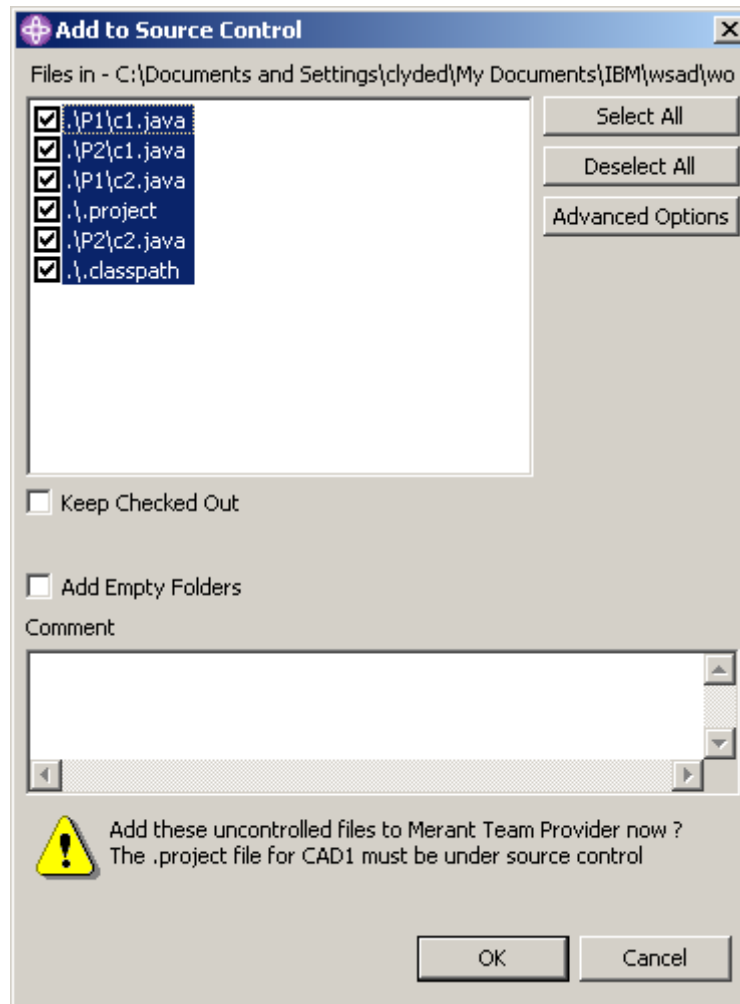 Add to Source Control
Files in - C:\Documents and Settings\clyded\My Documents\IBM\wsad\wo
.\P1\c1.java
.\P2\c1.java
.\P1\c2.java
.\.project
.\P2\c2.java
.\.classpath
Select All
Deselect All
Advanced Options
Keep Checked Out
Add Empty Folders
Comment
Add these uncontrolled files to Merant Team Provider now ?
The .project file for CAD1 must be under source control
OK
Cancel